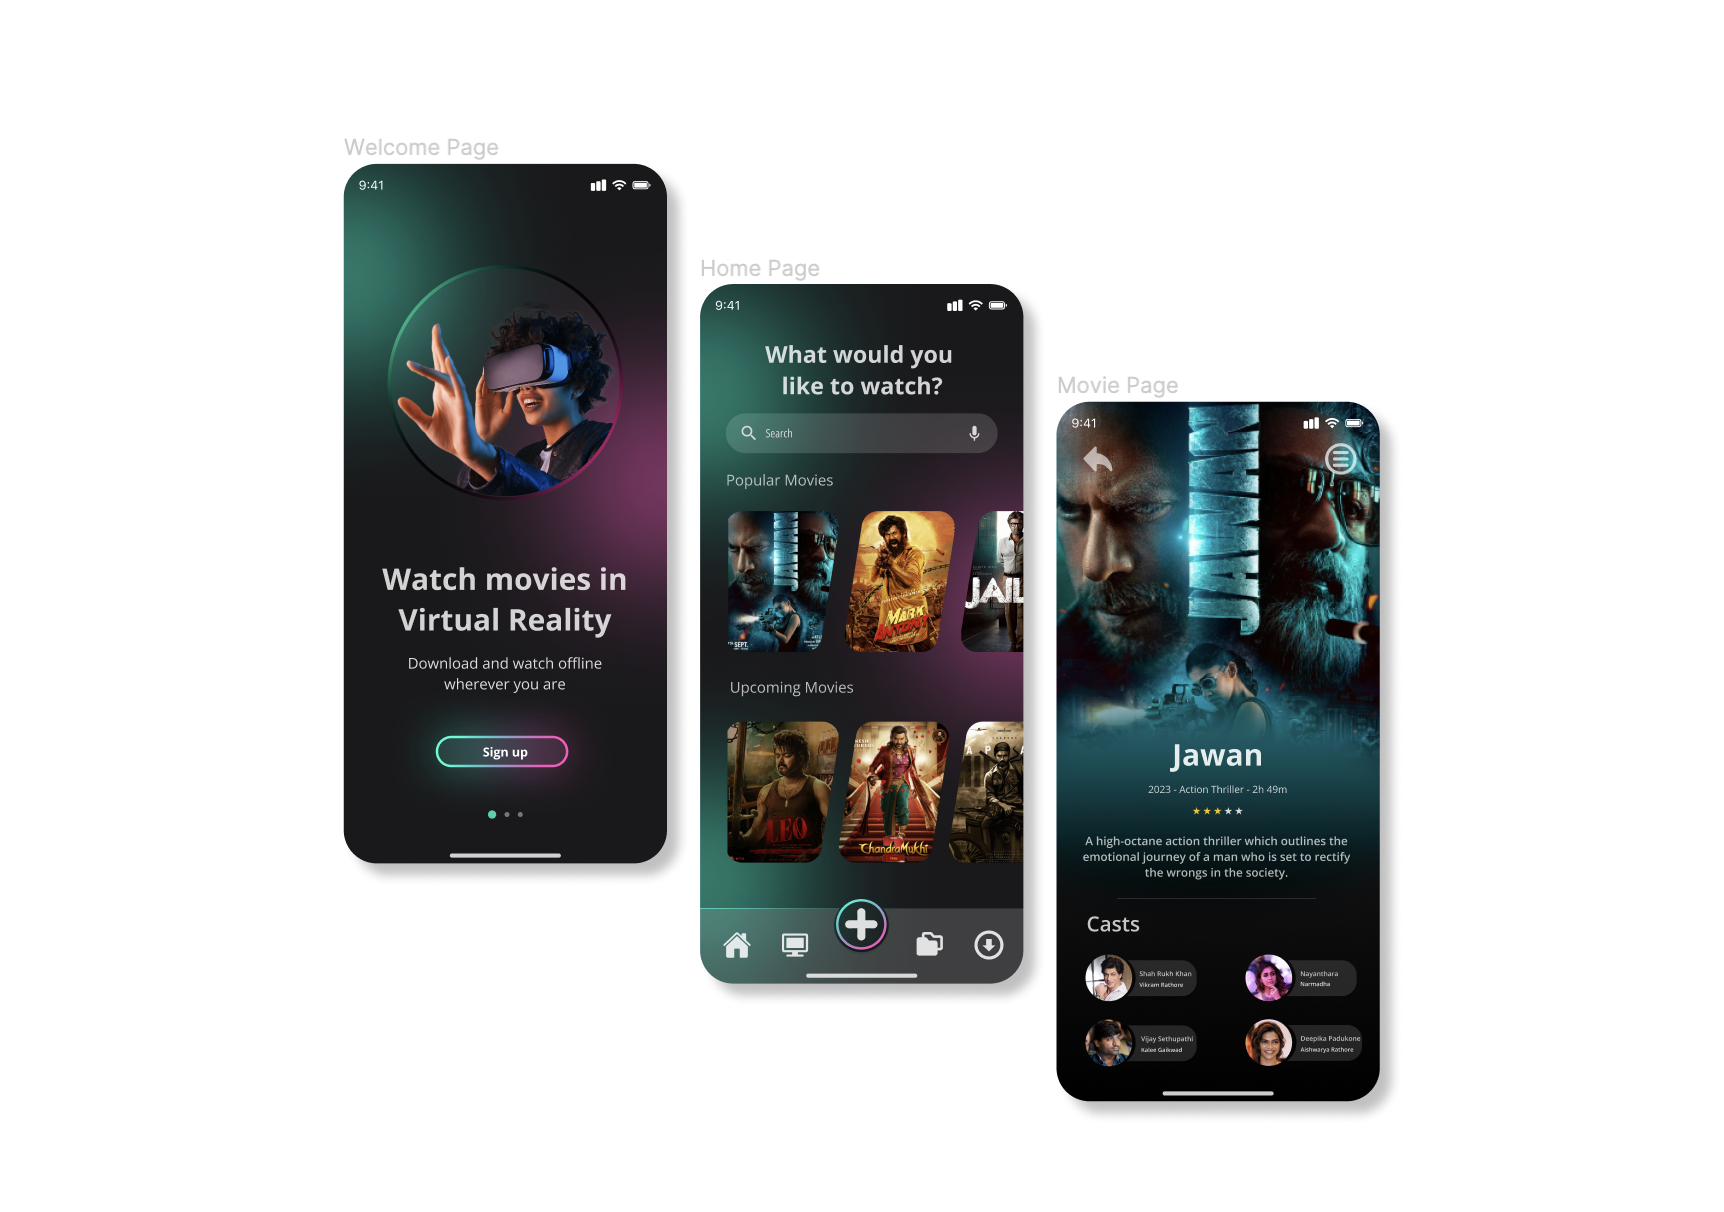 Welcome Page
9:41
Watch movies in
Virtual Reality
Download and watch offline
wherever you are
Sign up
Home Page
9:41
What would you
like to watch?
Search
Popular Movies
JAWAN
SEPT.
MARK
ANTONY
JAIL
Upcoming Movies
LEO
ChandraMukhi
Movie Page
9:41
JAWAN
Jawan
2023 - Action Thriller - 2h 49m
A high-octane action thriller which outlines the
emotional journey of a man who is set to rectify
the wrongs in the society.
Casts
Shah Rukh Khan
Vikram Rathore
Nayanthara
Narmadha
Vijay Sethupathi
Kalee Gaikwad
Deepika Padukone
Aishwarya Rathore